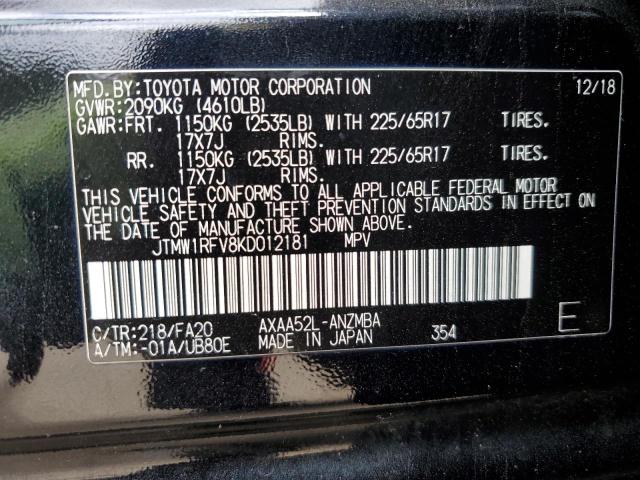 MFD.BY:TOYOTA MOTOR CORPORATION 12/18
GVWR:2090KG (4610LB)
GAWR:FRT. 1150KG (2535LB) WITH 225/65R17 TIRES.
17X7J RIMS.
RR. 1150KG (2535LB) WITH 225/65R17 TIRES.
17X7J RIMS.
THIS VEHICLE CONFORMS TO ALL APPLICABLE FEDERAL MOTOR
VEHICLE SAFETY AND THEFT PREVENTION STANDARDS IN EFFECT ON
THE DATE OF MANUFACTURE SHOWN ABOVE.
JTMW1RFV8KD012181 MPV
C/TR:218/FA20 AXAA52L-ANZMBA
A/TM:-01A/UB80E MADE IN JAPAN 354 E